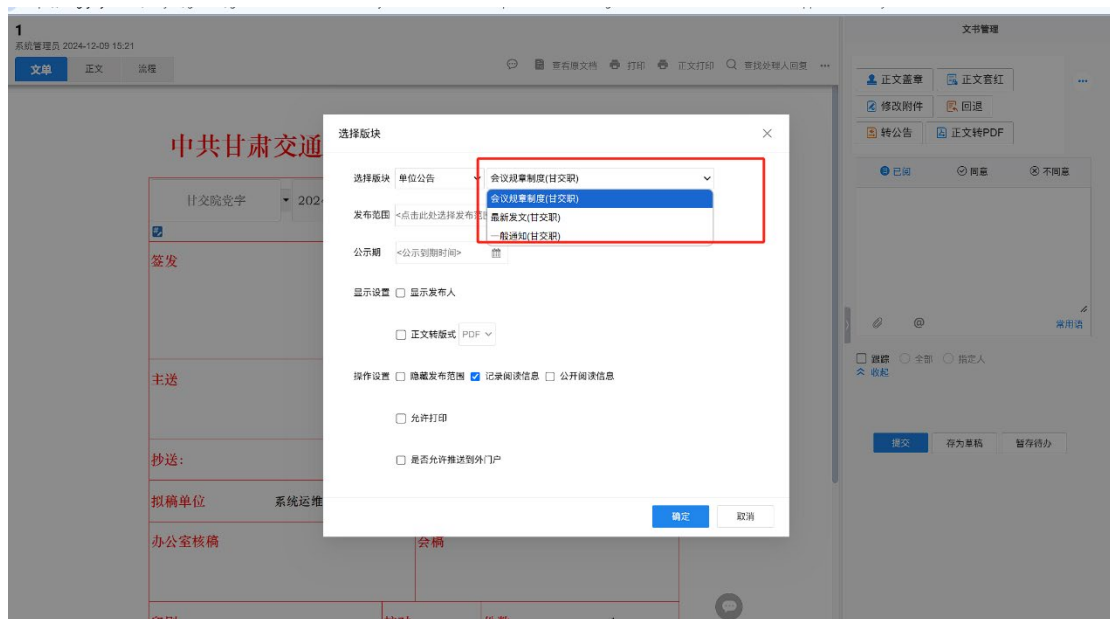 1
系统管理员 2024-12-09 15:21
文单 正文 流程
查看原文档 打印 正文打印 查找处理人回复
文书管理
正文盖章 正文套红
修改附件 回退
转公告 正文转PDF
已阅 同意 不同意
@ 常用语
跟踪 全部 指定人
收起
提交 存为草稿 暂存待办
中共甘肃交通
甘交院党字 202
签发
主送
抄送:
拟稿单位 系统运维
办公室核稿 会稿
选择版块
选择版块 单位公告 会议规章制度(甘交职)
会议规章制度(甘交职)
最新发文(甘交职)
一般通知(甘交职)
发布范围 <点击此处选择发布范围
公示期 <公示到期时间>
显示设置 显示发布人
正文转版式 PDF
操作设置 隐藏发布范围 记录阅读信息 公开阅读信息
允许打印
是否允许推送到外门户
确定 取消